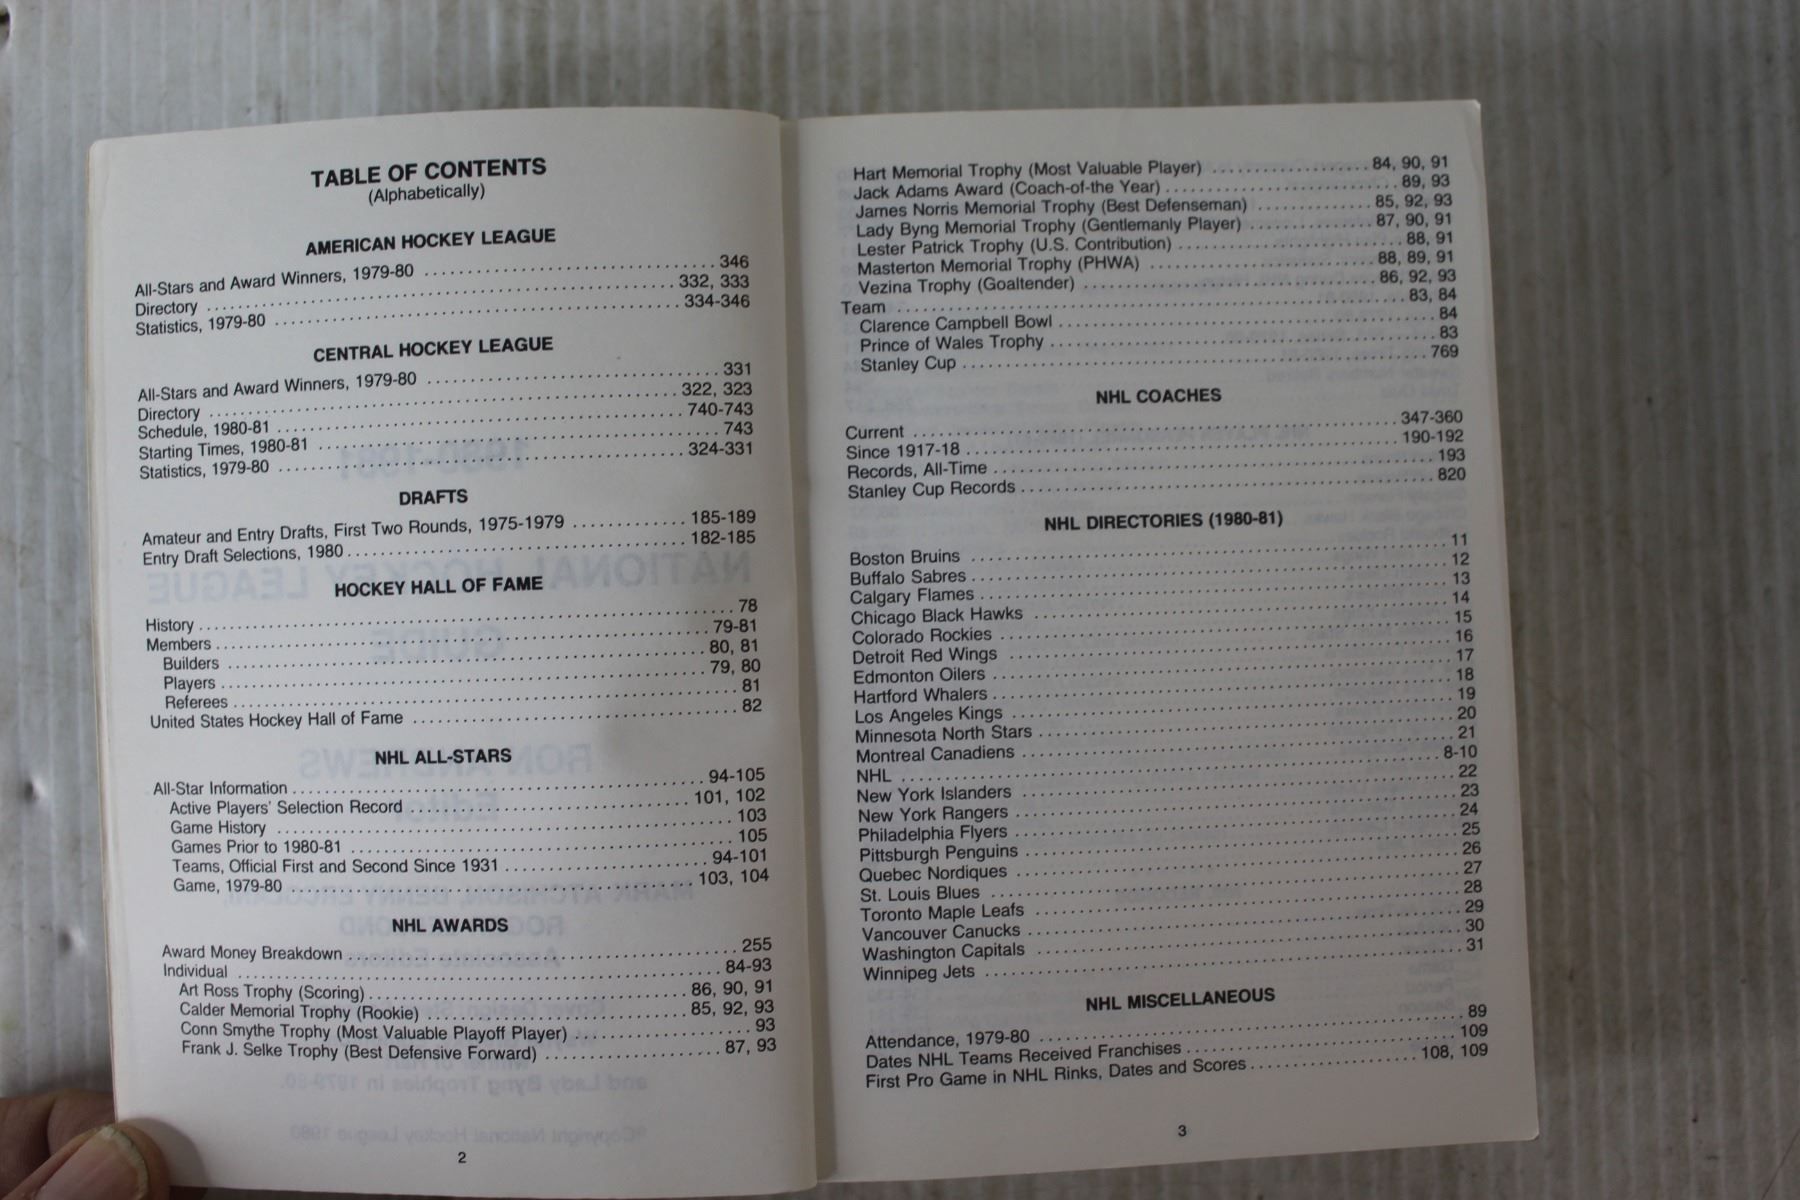 TABLE OF CONTENTS
(Alphabetically)
AMERICAN HOCKEY LEAGUE
All-Stars and Award Winners, 1979-80 ........ 346
Directory ........ 332, 333
Statistics, 1979-80 ........ 334-346
CENTRAL HOCKEY LEAGUE
All-Stars and Award Winners, 1979-80 ........ 331
Directory ........ 322, 323
Schedule, 1980-81 ........ 740-743
Starting Times, 1980-81 ........ 743
Statistics, 1979-80 ........ 324-331
DRAFTS
Amateur and Entry Drafts, First Two Rounds, 1975-1979 ........ 185-189
Entry Draft Selections, 1980 ........ 182-185
HOCKEY HALL OF FAME
History ........ 78
Members ........ 79-81
Builders ........ 80, 81
Players ........ 79, 80
Referees ........ 81
United States Hockey Hall of Fame ........ 82
NHL ALL-STARS
All-Star Information ........ 94-105
Active Players' Selection Record ........ 101, 102
Game History ........ 103
Games Prior to 1980-81 ........ 105
Teams, Official First and Second Since 1931 ........ 94-101
Game, 1979-80 ........ 103, 104
NHL AWARDS
Award Money Breakdown ........ 255
Individual ........ 84-93
Art Ross Trophy (Scoring) ........ 86, 90, 91
Calder Memorial Trophy (Rookie) ........ 85, 92, 93
Conn Smythe Trophy (Most Valuable Playoff Player) ........ 93
Frank J. Selke Trophy (Best Defensive Forward) ........ 87, 93
2
Hart Memorial Trophy (Most Valuable Player) ........ 84, 90, 91
Jack Adams Award (Coach-of-the Year) ........ 89, 93
James Norris Memorial Trophy (Best Defenseman) ........ 85, 92, 93
Lady Byng Memorial Trophy (Gentlemanly Player) ........ 87, 90, 91
Lester Patrick Trophy (U.S. Contribution) ........ 88, 91
Masterton Memorial Trophy (PHWA) ........ 88, 89, 91
Vezina Trophy (Goaltender) ........ 86, 92, 93
Team ........ 83, 84
Clarence Campbell Bowl ........ 84
Prince of Wales Trophy ........ 83
Stanley Cup ........ 769
NHL COACHES
Current ........ 347-360
Since 1917-18 ........ 190-192
Records, All-Time ........ 193
Stanley Cup Records ........ 820
NHL DIRECTORIES (1980-81)
Boston Bruins ........ 11
Buffalo Sabres ........ 12
Calgary Flames ........ 13
Chicago Black Hawks ........ 14
Colorado Rockies ........ 15
Detroit Red Wings ........ 16
Edmonton Oilers ........ 17
Hartford Whalers ........ 18
Los Angeles Kings ........ 19
Minnesota North Stars ........ 20
Montreal Canadiens ........ 21
NHL ........ 8-10
New York Islanders ........ 22
New York Rangers ........ 23
Philadelphia Flyers ........ 24
Pittsburgh Penguins ........ 25
Quebec Nordiques ........ 26
St. Louis Blues ........ 27
Toronto Maple Leafs ........ 28
Vancouver Canucks ........ 29
Washington Capitals ........ 30
Winnipeg Jets ........ 31
NHL MISCELLANEOUS
Attendance, 1979-80 ........ 89
Dates NHL Teams Received Franchises ........ 109
First Pro Game in NHL Rinks, Dates and Scores ........ 108, 109
3